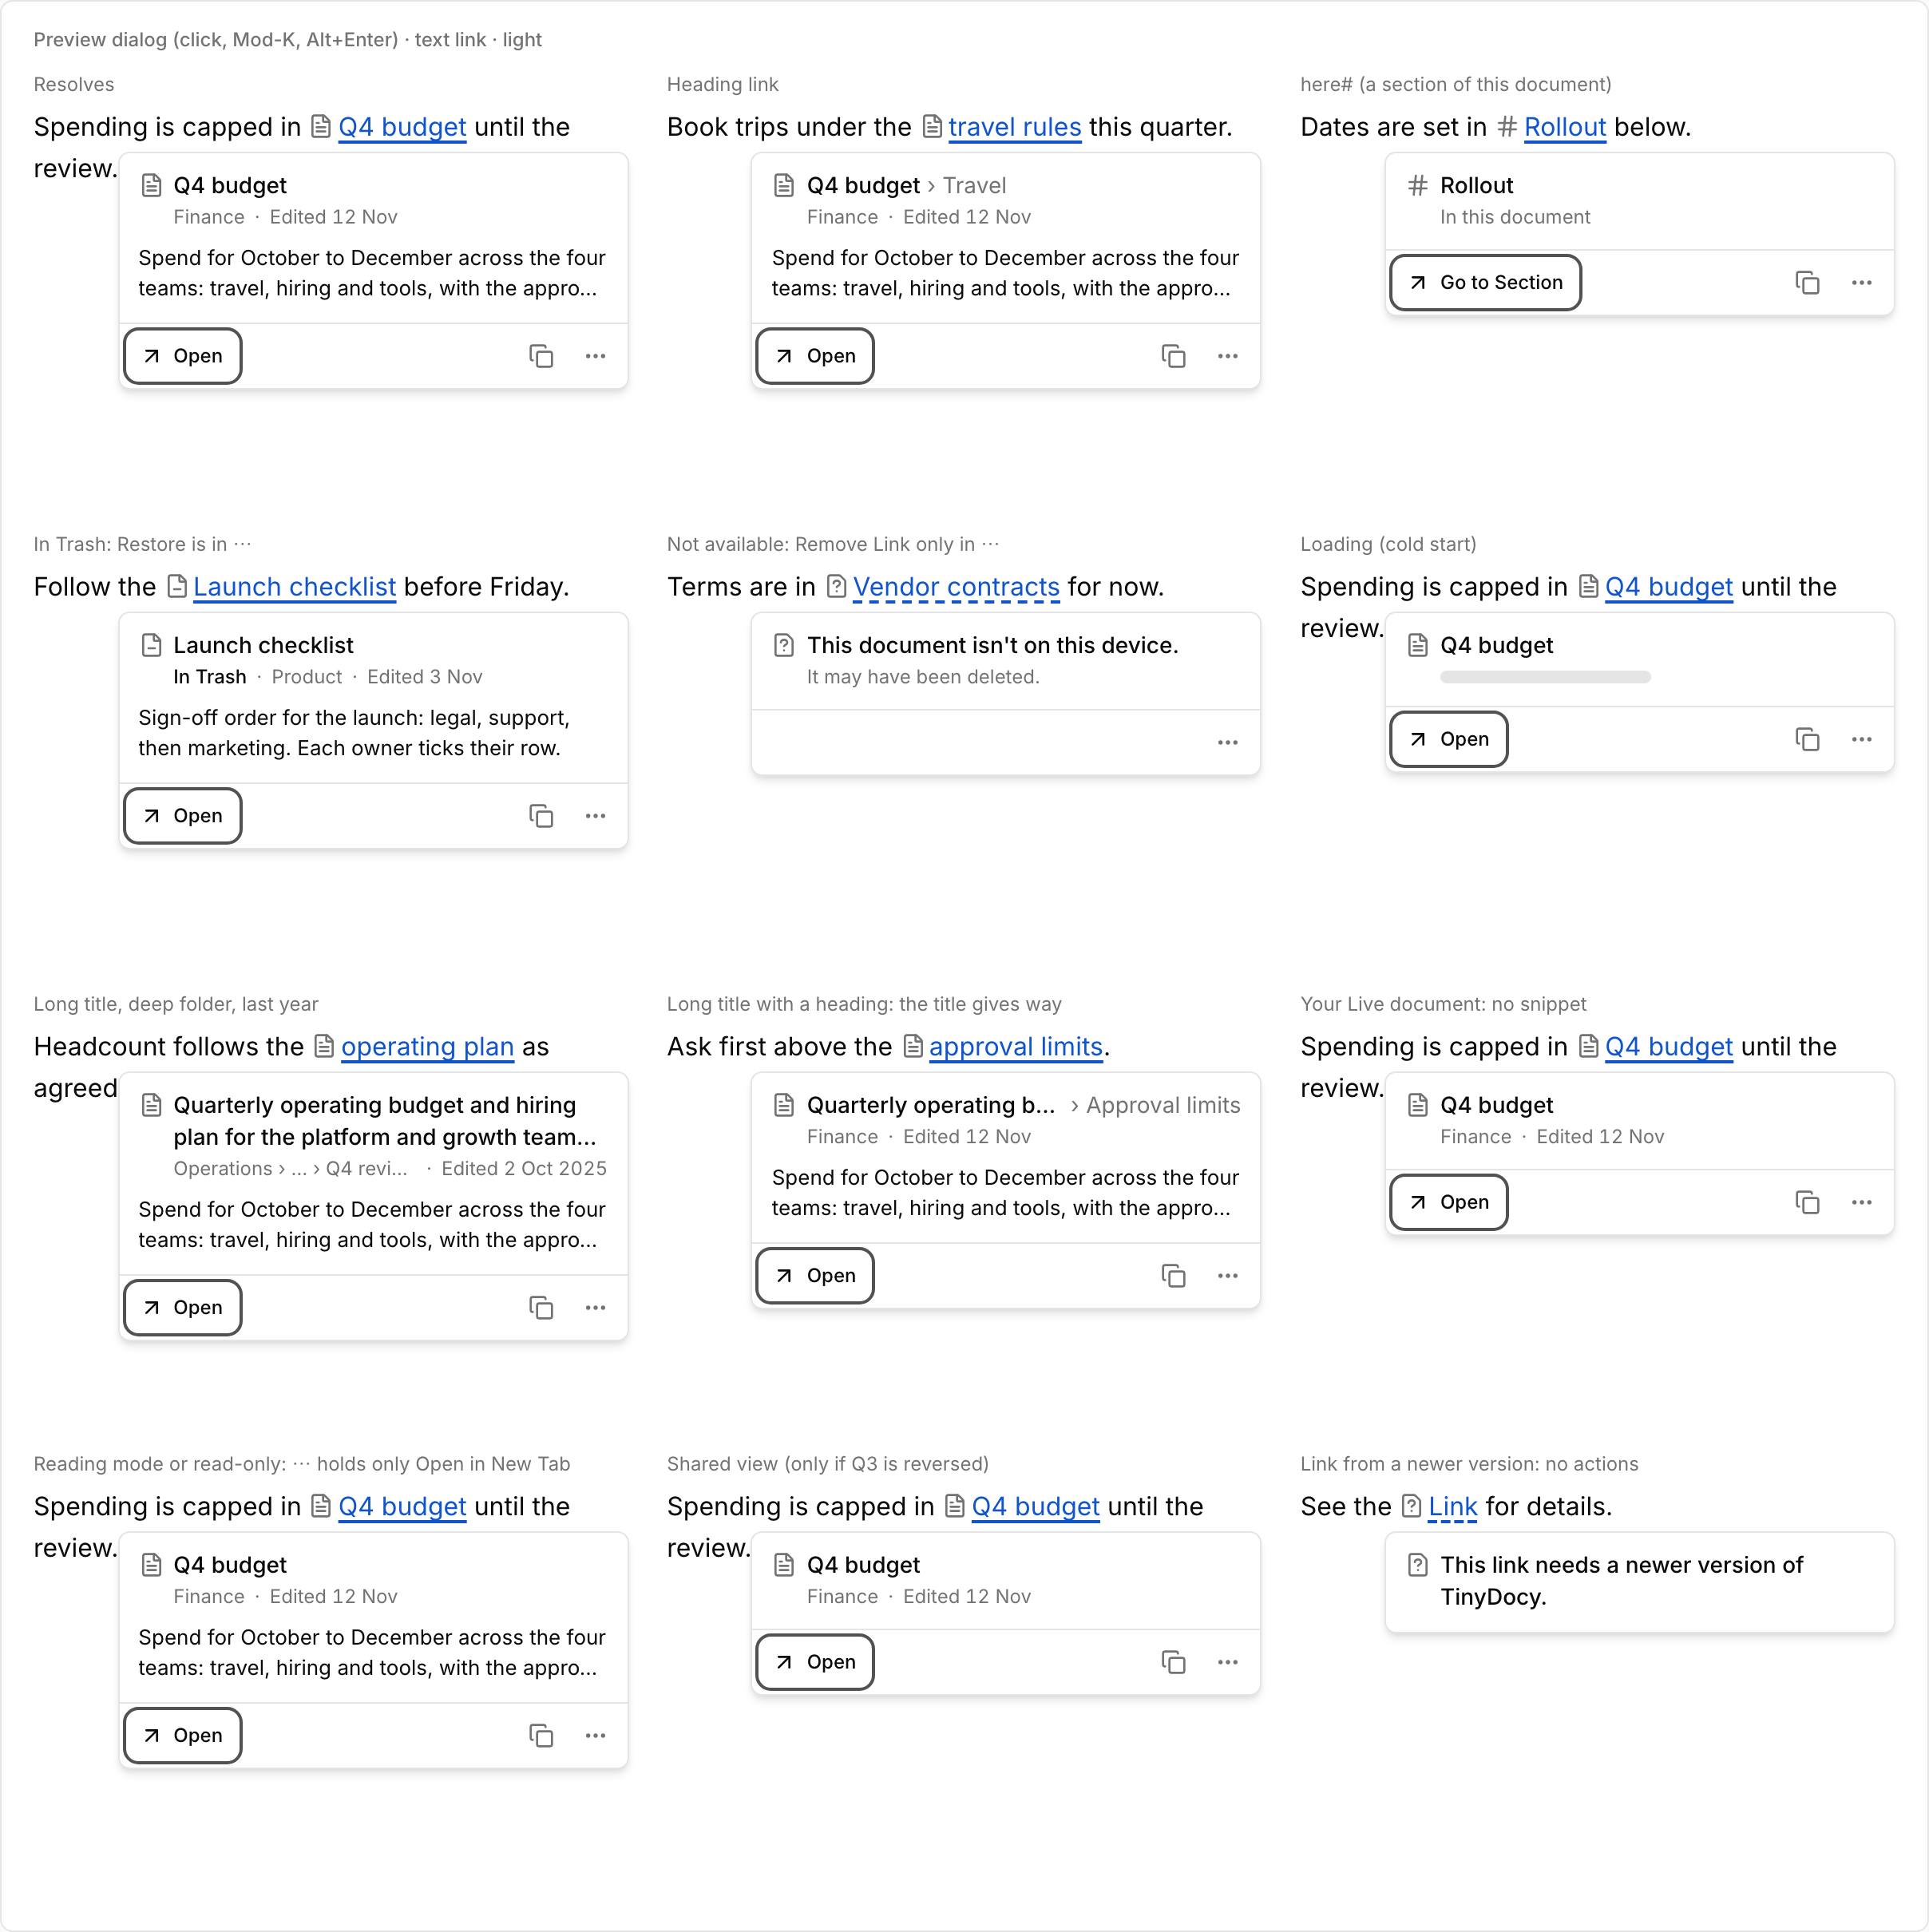 Preview dialog (click, Mod-K, Alt+Enter) · text link · light
Resolves
Spending is capped in Q4 budget until the
review.
Q4 budget
Finance · Edited 12 Nov
Spend for October to December across the four
teams: travel, hiring and tools, with the appro...
Open
Heading link
Book trips under the travel rules this quarter.
Q4 budget › Travel
Finance · Edited 12 Nov
Spend for October to December across the four
teams: travel, hiring and tools, with the appro...
Open
here# (a section of this document)
Dates are set in # Rollout below.
# Rollout
In this document
Go to Section
In Trash: Restore is in ···
Follow the Launch checklist before Friday.
Launch checklist
In Trash · Product · Edited 3 Nov
Sign-off order for the launch: legal, support,
then marketing. Each owner ticks their row.
Open
Not available: Remove Link only in ···
Terms are in Vendor contracts for now.
This document isn't on this device.
It may have been deleted.
Loading (cold start)
Spending is capped in Q4 budget until the
review.
Q4 budget
Open
Long title, deep folder, last year
Headcount follows the operating plan as
agreed
Quarterly operating budget and hiring
plan for the platform and growth team...
Operations › ... › Q4 revi... · Edited 2 Oct 2025
Spend for October to December across the four
teams: travel, hiring and tools, with the appro...
Open
Long title with a heading: the title gives way
Ask first above the approval limits.
Quarterly operating b... › Approval limits
Finance · Edited 12 Nov
Spend for October to December across the four
teams: travel, hiring and tools, with the appro...
Open
Your Live document: no snippet
Spending is capped in Q4 budget until the
review.
Q4 budget
Finance · Edited 12 Nov
Open
Reading mode or read-only: ··· holds only Open in New Tab
Spending is capped in Q4 budget until the
review.
Q4 budget
Finance · Edited 12 Nov
Spend for October to December across the four
teams: travel, hiring and tools, with the appro...
Open
Shared view (only if Q3 is reversed)
Spending is capped in Q4 budget until the
review.
Q4 budget
Finance · Edited 12 Nov
Open
Link from a newer version: no actions
See the Link for details.
This link needs a newer version of
TinyDocy.